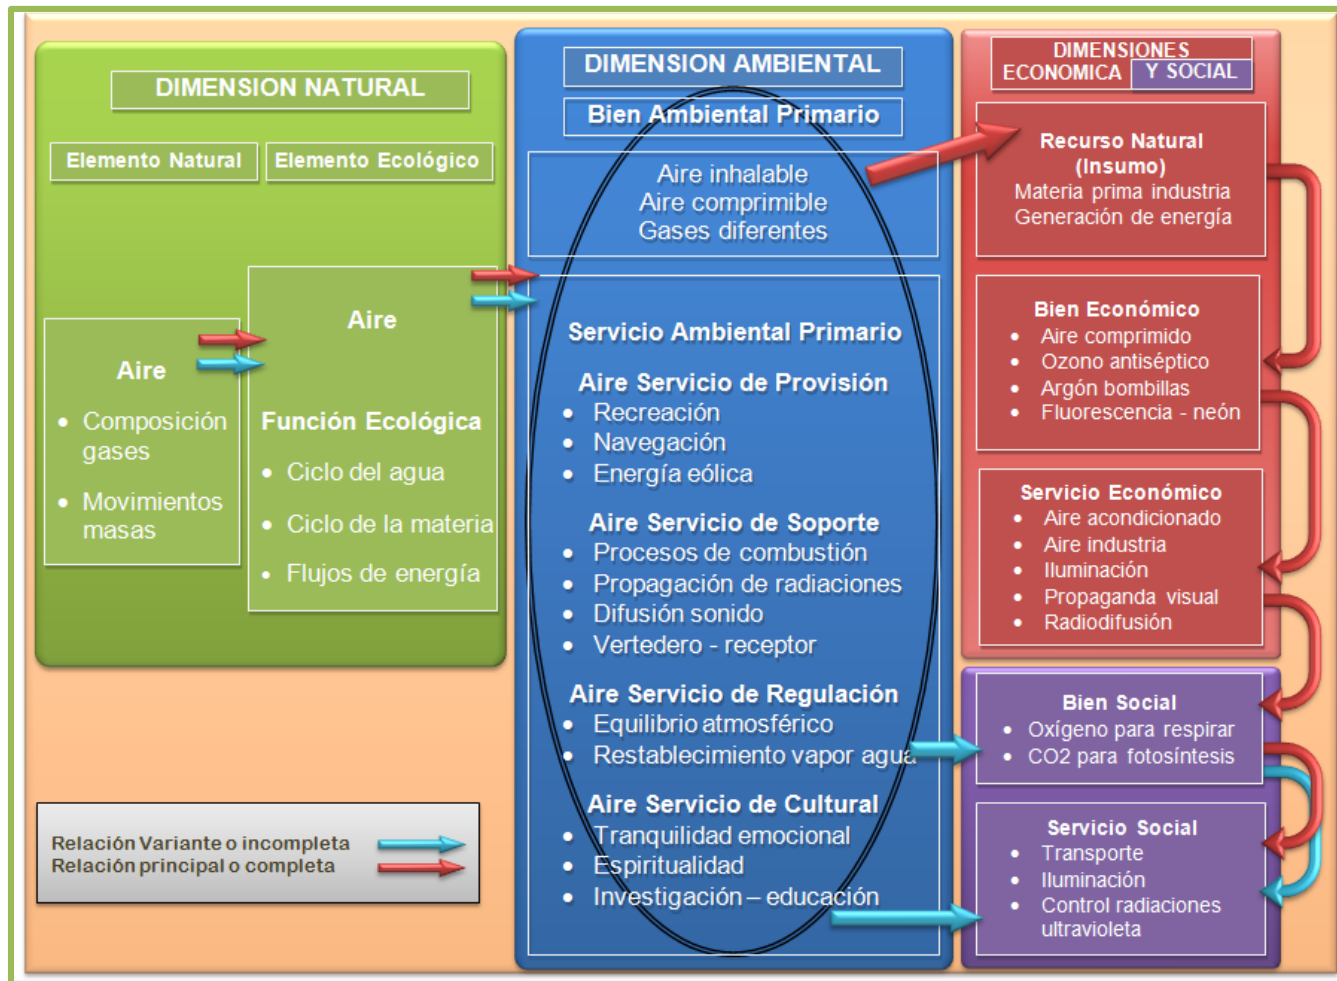 DIMENSION NATURAL
Elemento Natural
Elemento Ecológico
Aire
• Composición
gases
• Movimientos
masas
Aire
Función Ecológica
• Ciclo del agua
• Ciclo de la materia
• Flujos de energía
Relación Variante o incompleta
Relación principal o completa
DIMENSION AMBIENTAL
Bien Ambiental Primario
Aire inhalable
Aire comprimible
Gases diferentes
Servicio Ambiental Primario
Aire Servicio de Provisión
• Recreación
• Navegación
• Energía eólica
Aire Servicio de Soporte
• Procesos de combustión
• Propagación de radiaciones
• Difusión sonido
• Vertedero - receptor
Aire Servicio de Regulación
• Equilibrio atmosférico
• Restablecimiento vapor agua
Aire Servicio de Cultural
• Tranquilidad emocional
• Espiritualidad
• Investigación – educación
DIMENSIONES
ECONOMICA Y SOCIAL
Recurso Natural
(Insumo)
Materia prima industria
Generación de energía
Bien Económico
• Aire comprimido
• Ozono antiséptico
• Argón bombillas
• Fluorescencia - neón
Servicio Económico
• Aire acondicionado
• Aire industria
• Iluminación
• Propaganda visual
• Radiodifusión
Bien Social
• Oxígeno para respirar
• CO2 para fotosíntesis
Servicio Social
• Transporte
• Iluminación
• Control radiaciones
ultravioleta